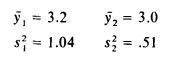 ȳ₁ = 3.2 ȳ₂ = 3.0
s₁² = 1.04 s₂² = .51